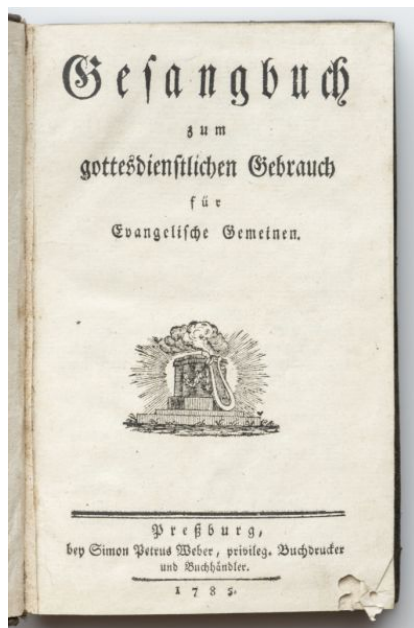 Gesangbuch
zum
gottesdienstlichen Gebrauch
für
Evangelische Gemeinen.
Preßburg,
bey Simon Petrus Weber, privileg. Buchdrucker
und Buchhändler.
1785.